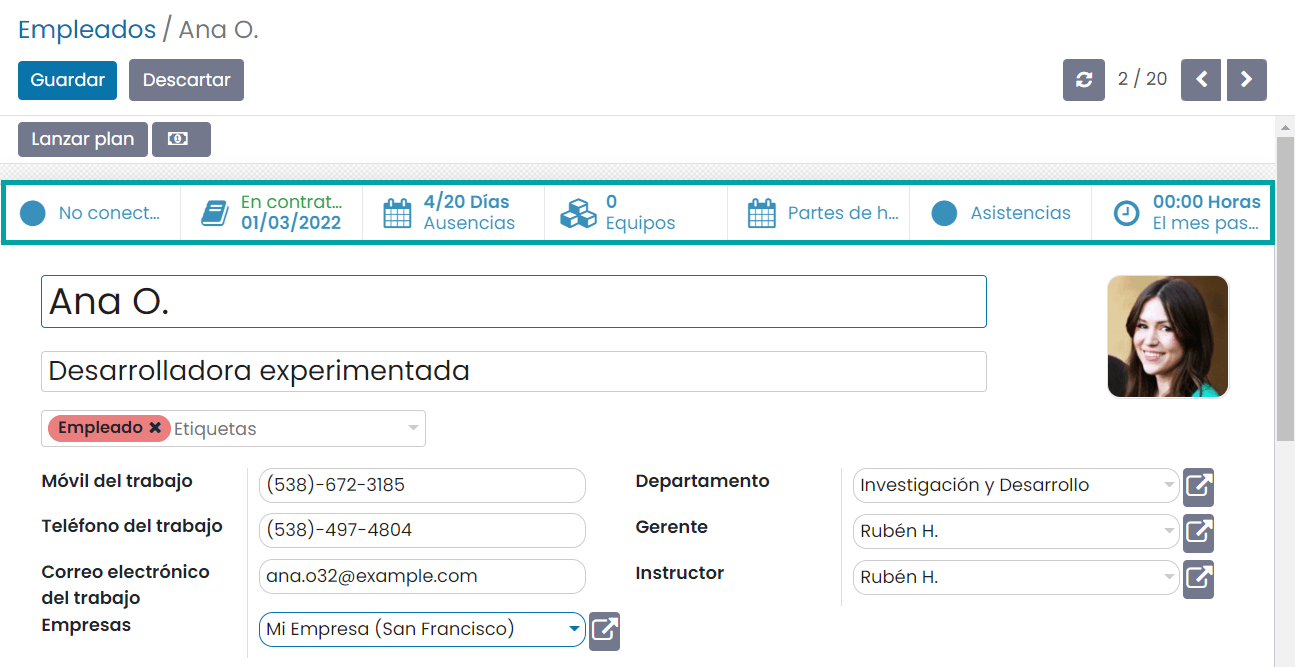 Empleados / Ana O.
Guardar Descartar 2 / 20
Lanzar plan
No conect... En contrat... 01/03/2022 4/20 Días Ausencias 0 Equipos Partes de h... Asistencias 00:00 Horas El mes pas...
Ana O.
Desarrolladora experimentada
Empleado ✖ Etiquetas
Móvil del trabajo (538)-672-3185 Departamento Investigación y Desarrollo
Teléfono del trabajo (538)-497-4804 Gerente Rubén H.
Correo electrónico del trabajo ana.o32@example.com Instructor Rubén H.
Empresas Mi Empresa (San Francisco)